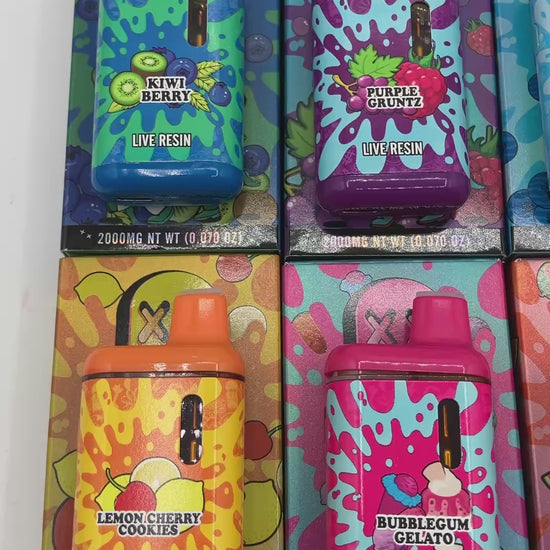 KIWI
BERRY
LIVE RESIN
PURPLE
GRUNTZ
LIVE RESIN
2000MG NT WT (0.070 OZ)
2000MG NT WT (0.070 OZ)
LEMON CHERRY
COOKIES
BUBBLEGUM
GELATO